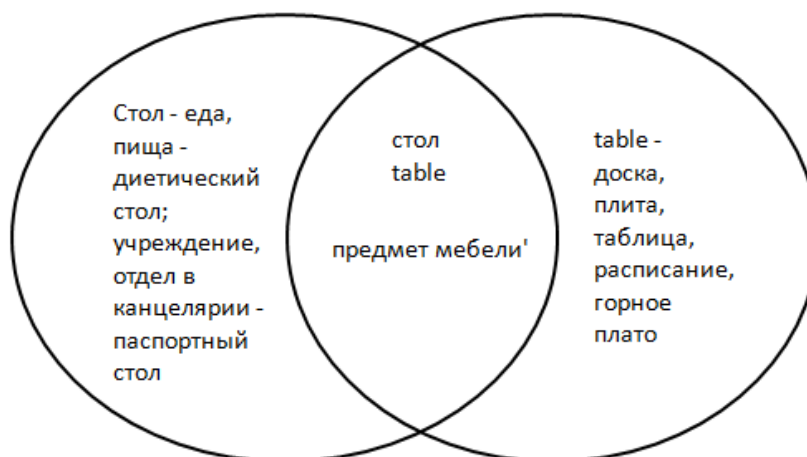 Стол - еда,
пища -
диетический
стол;
учреждение,
отдел в
канцелярии -
паспортный
стол
стол
table
предмет мебели'
table -
доска,
плита,
таблица,
расписание,
горное
плато